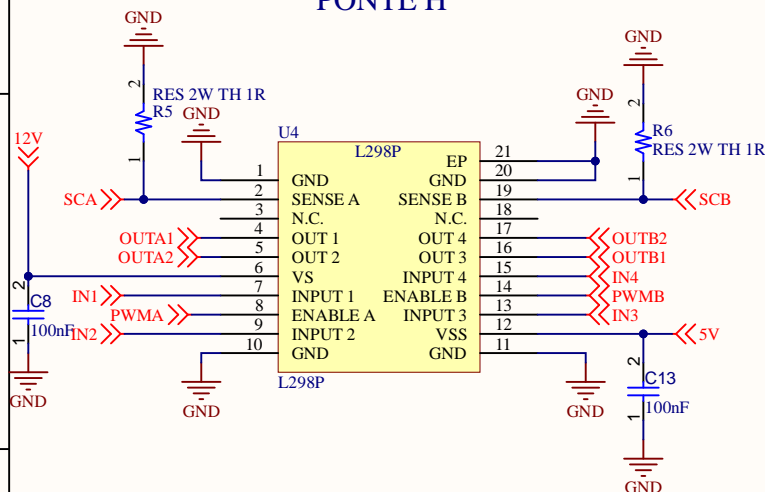 PONTE H
GND
GND
RES 2W TH 1R
R5
2
1
GND
GND
2
R6
RES 2W TH 1R
1
12V
U4
L298P
1 GND
SCA 2 SENSE A
3 N.C.
OUTA1 4 OUT 1
OUTA2 5 OUT 2
6 VS
IN1 7 INPUT 1
PWMA 8 ENABLE A
IN2 9 INPUT 2
10 GND
EP 21
GND 20
SENSE B 19 SCB
N.C. 18
OUT 4 17 OUTB2
OUT 3 16 OUTB1
INPUT 4 15 IN4
ENABLE B 14 PWMB
INPUT 3 13 IN3
VSS 12 5V
GND 11
L298P
2
C8
100nF
1
GND
GND
GND
2
C13
100nF
1
GND